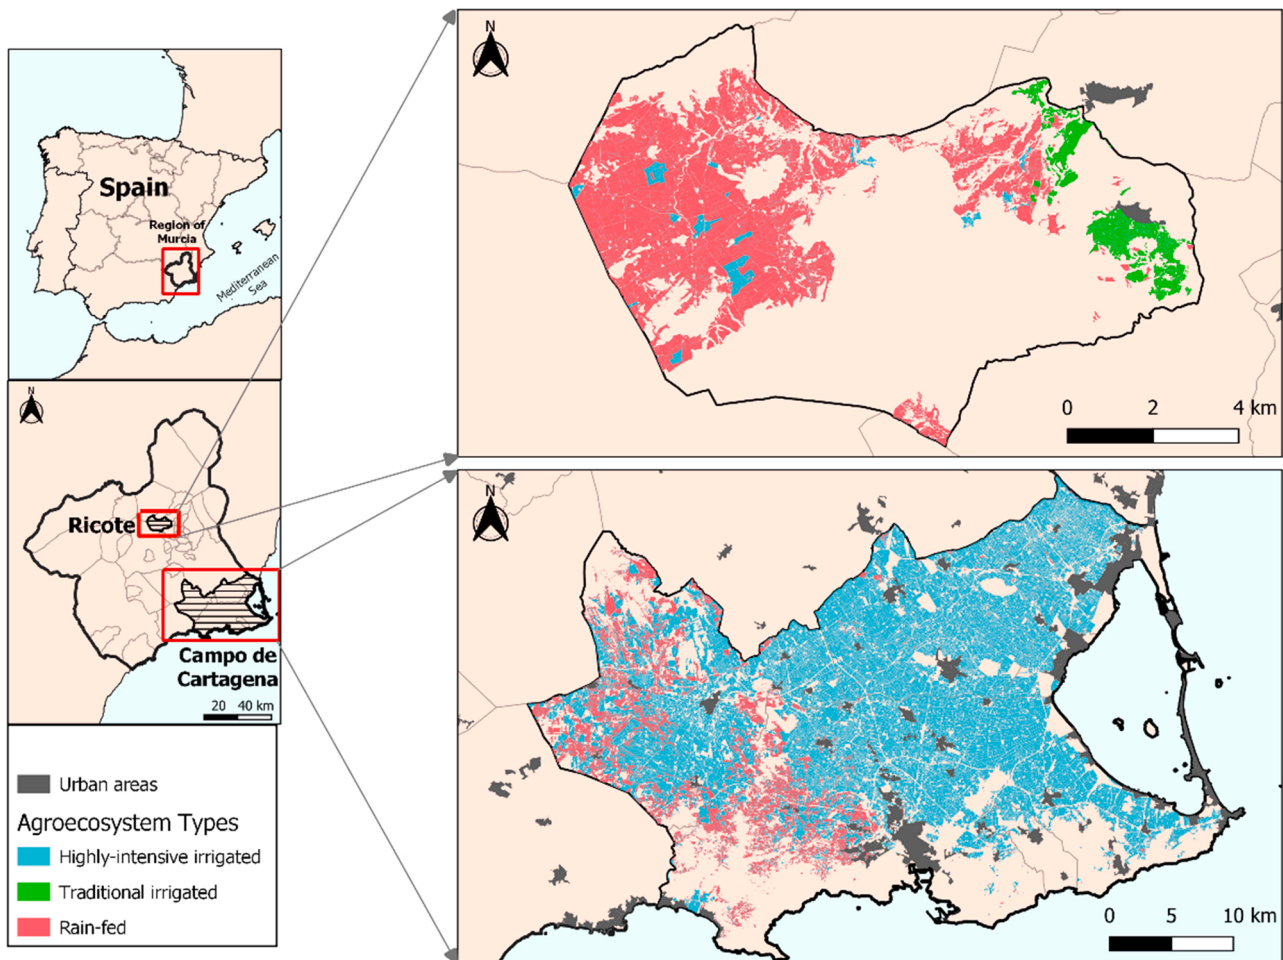 N
Spain
Region of
Murcia
Mediterranean
Sea
N
Ricote
Campo de
Cartagena
20 40 km
Urban areas
Agroecosystem Types
Highly-intensive irrigated
Traditional irrigated
Rain-fed
N
0 2 4 km
N
0 5 10 km